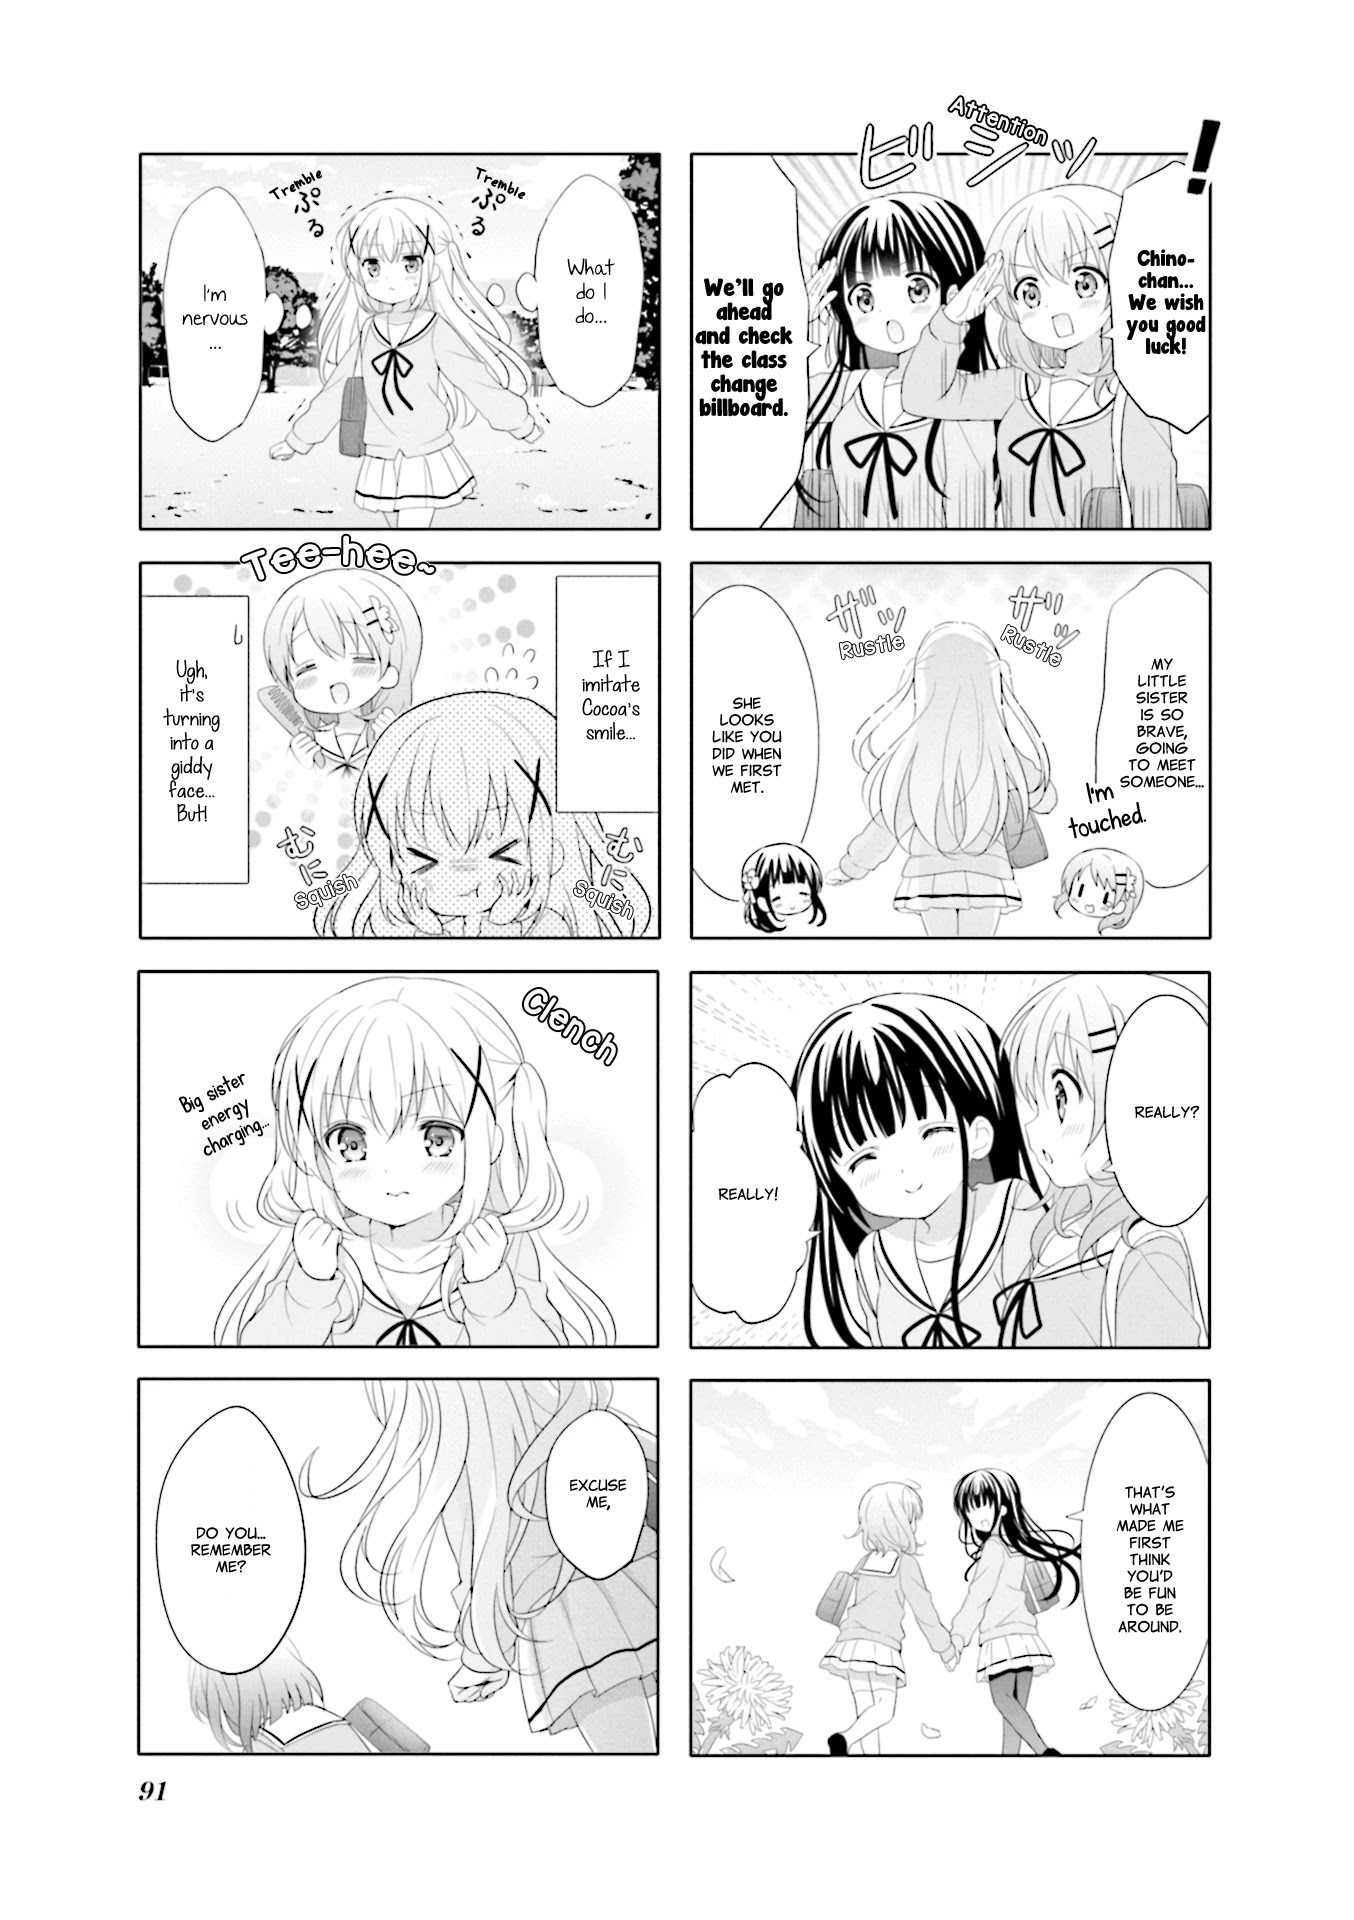 Attention
ビシッ!
Chino-
chan...
We wish
you good
luck!
We'll go
ahead
and check
the class
change
billboard.
MY
LITTLE
SISTER
IS SO
BRAVE,
GOING
TO MEET
SOMEONE...
I'm
touched.
ザッ
Rustle
ザッ
Rustle
SHE
LOOKS
LIKE YOU
DID WHEN
WE FIRST
MET.
REALLY?
REALLY!
THAT'S
WHAT
MADE ME
FIRST
THINK
YOU'D
BE FUN
TO BE
AROUND.
What
do I
do...
Tremble
ぷる
Tremble
ぷる
I'm
nervous
...
Tee-hee~
If I
imitate
Cocoa's
smile...
Ugh,
it's
turning
into a
giddy
face...
But!
むに
Squish
むに
Squish
Clench
Big sister
energy
charging...
EXCUSE
ME,
DO YOU...
REMEMBER
ME?
91